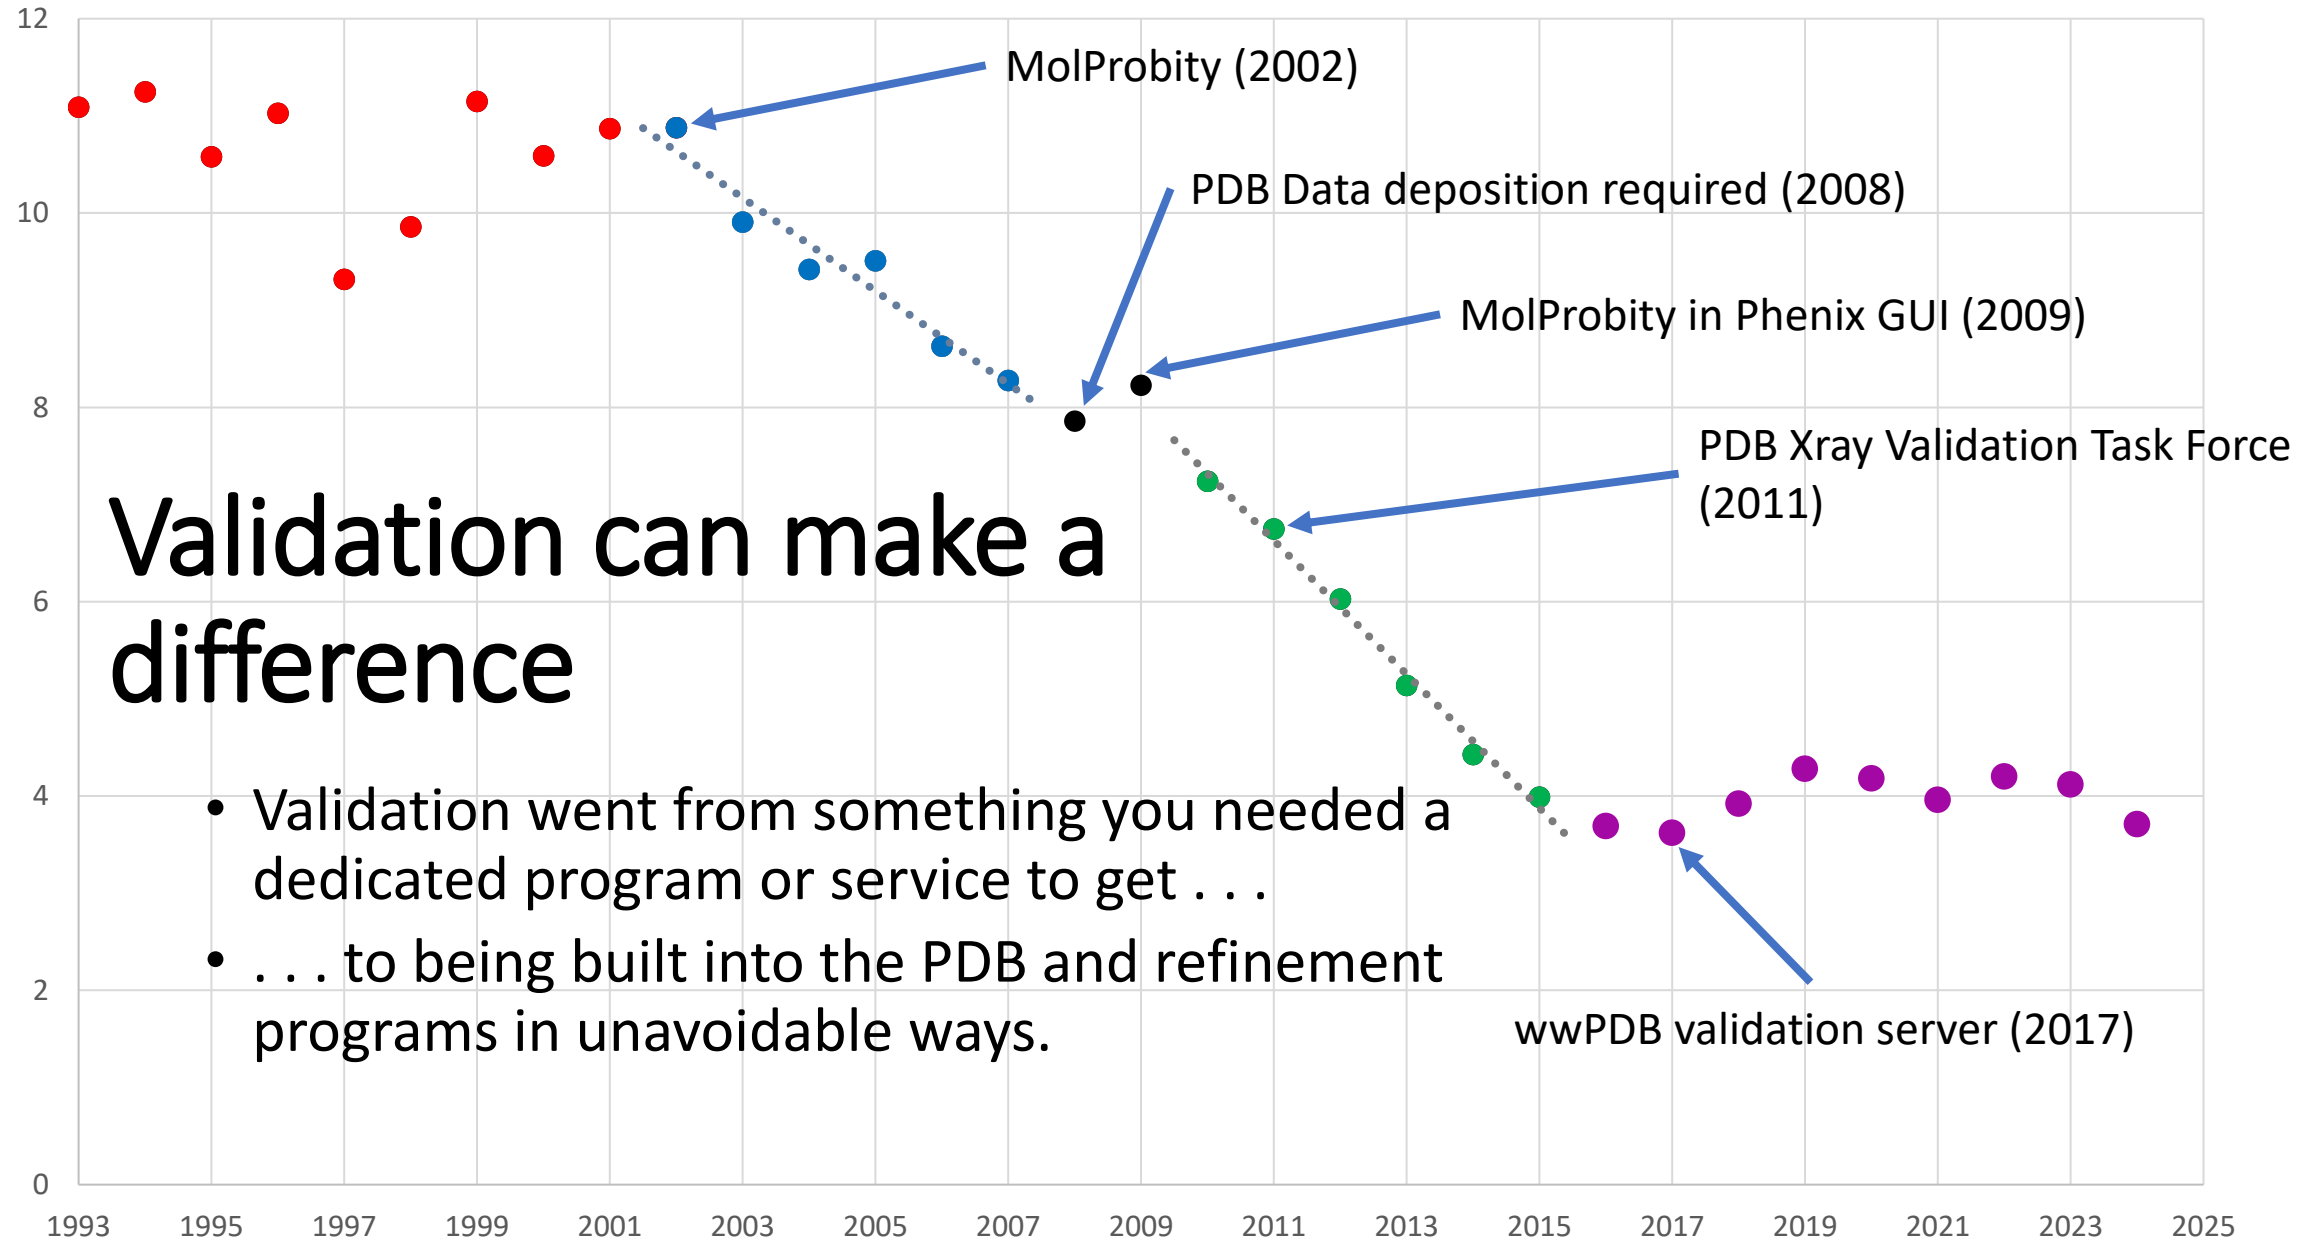 12
MolProbity (2002)
PDB Data deposition required (2008)
10
MolProbity in Phenix GUI (2009)
8
PDB Xray Validation Task Force
(2011)
Validation can make a
difference
6
4
• Validation went from something you needed a
dedicated program or service to get . . .
• . . . to being built into the PDB and refinement
programs in unavoidable ways.
2
wwPDB validation server (2017)
0
1993 1995 1997 1999 2001 2003 2005 2007 2009 2011 2013 2015 2017 2019 2021 2023 2025